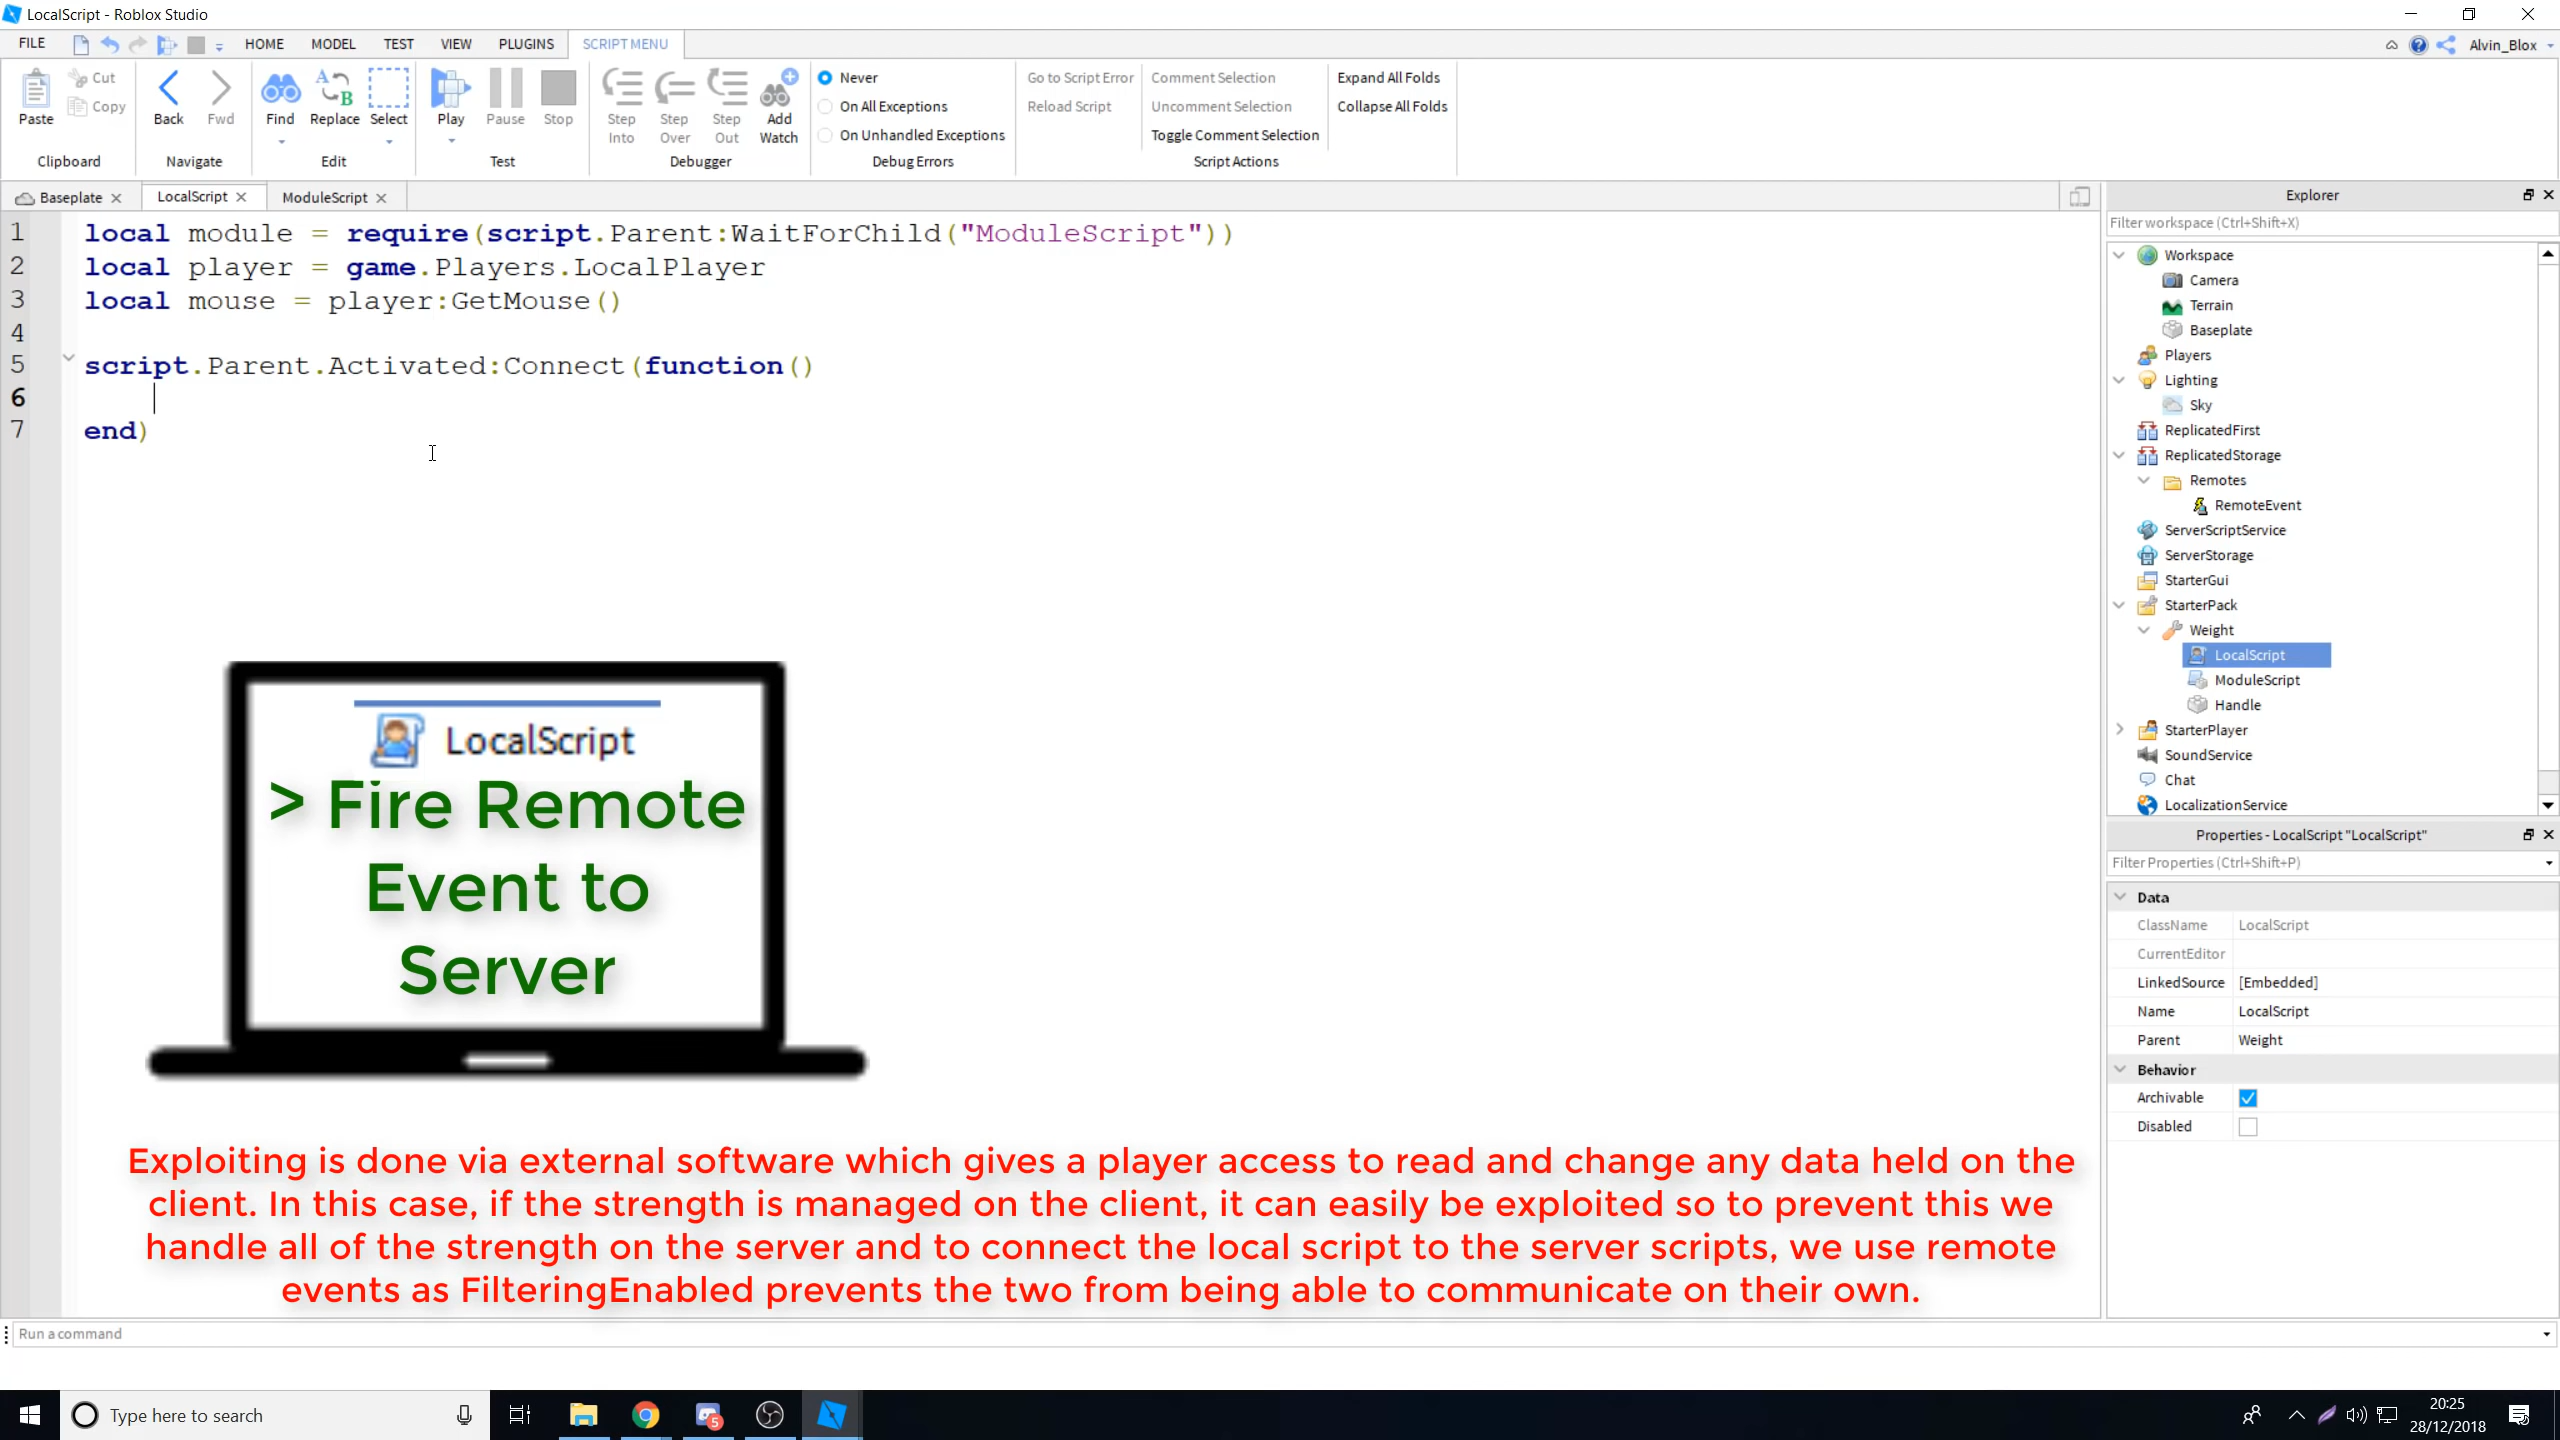 LocalScript - Roblox Studio
FILE
HOME
MODEL
TEST
VIEW
PLUGINS
SCRIPT MENU
Alvin_Blox
Paste
Cut
Copy
Clipboard
Back
Fwd
Navigate
Find
Replace
Select
Edit
Play
Pause
Stop
Test
Step Into
Step Over
Step Out
Add Watch
Debugger
Never
On All Exceptions
On Unhandled Exceptions
Debug Errors
Go to Script Error
Reload Script
Comment Selection
Uncomment Selection
Toggle Comment Selection
Script Actions
Expand All Folds
Collapse All Folds
Baseplate
LocalScript
ModuleScript
1 local module = require(script.Parent:WaitForChild("ModuleScript"))
2 local player = game.Players.LocalPlayer
3 local mouse = player:GetMouse()
4
5 script.Parent.Activated:Connect(function()
6
7 end)
LocalScript
> Fire Remote
Event to
Server
Exploiting is done via external software which gives a player access to read and change any data held on the
client. In this case, if the strength is managed on the client, it can easily be exploited so to prevent this we
handle all of the strength on the server and to connect the local script to the server scripts, we use remote
events as FilteringEnabled prevents the two from being able to communicate on their own.
Explorer
Filter workspace (Ctrl+Shift+X)
Workspace
Camera
Terrain
Baseplate
Players
Lighting
Sky
ReplicatedFirst
ReplicatedStorage
Remotes
RemoteEvent
ServerScriptService
ServerStorage
StarterGui
StarterPack
Weight
LocalScript
ModuleScript
Handle
StarterPlayer
SoundService
Chat
LocalizationService
Properties - LocalScript "LocalScript"
Filter Properties (Ctrl+Shift+P)
Data
ClassName LocalScript
CurrentEditor
LinkedSource [Embedded]
Name LocalScript
Parent Weight
Behavior
Archivable
Disabled
Run a command
Type here to search
5
20:25
28/12/2018